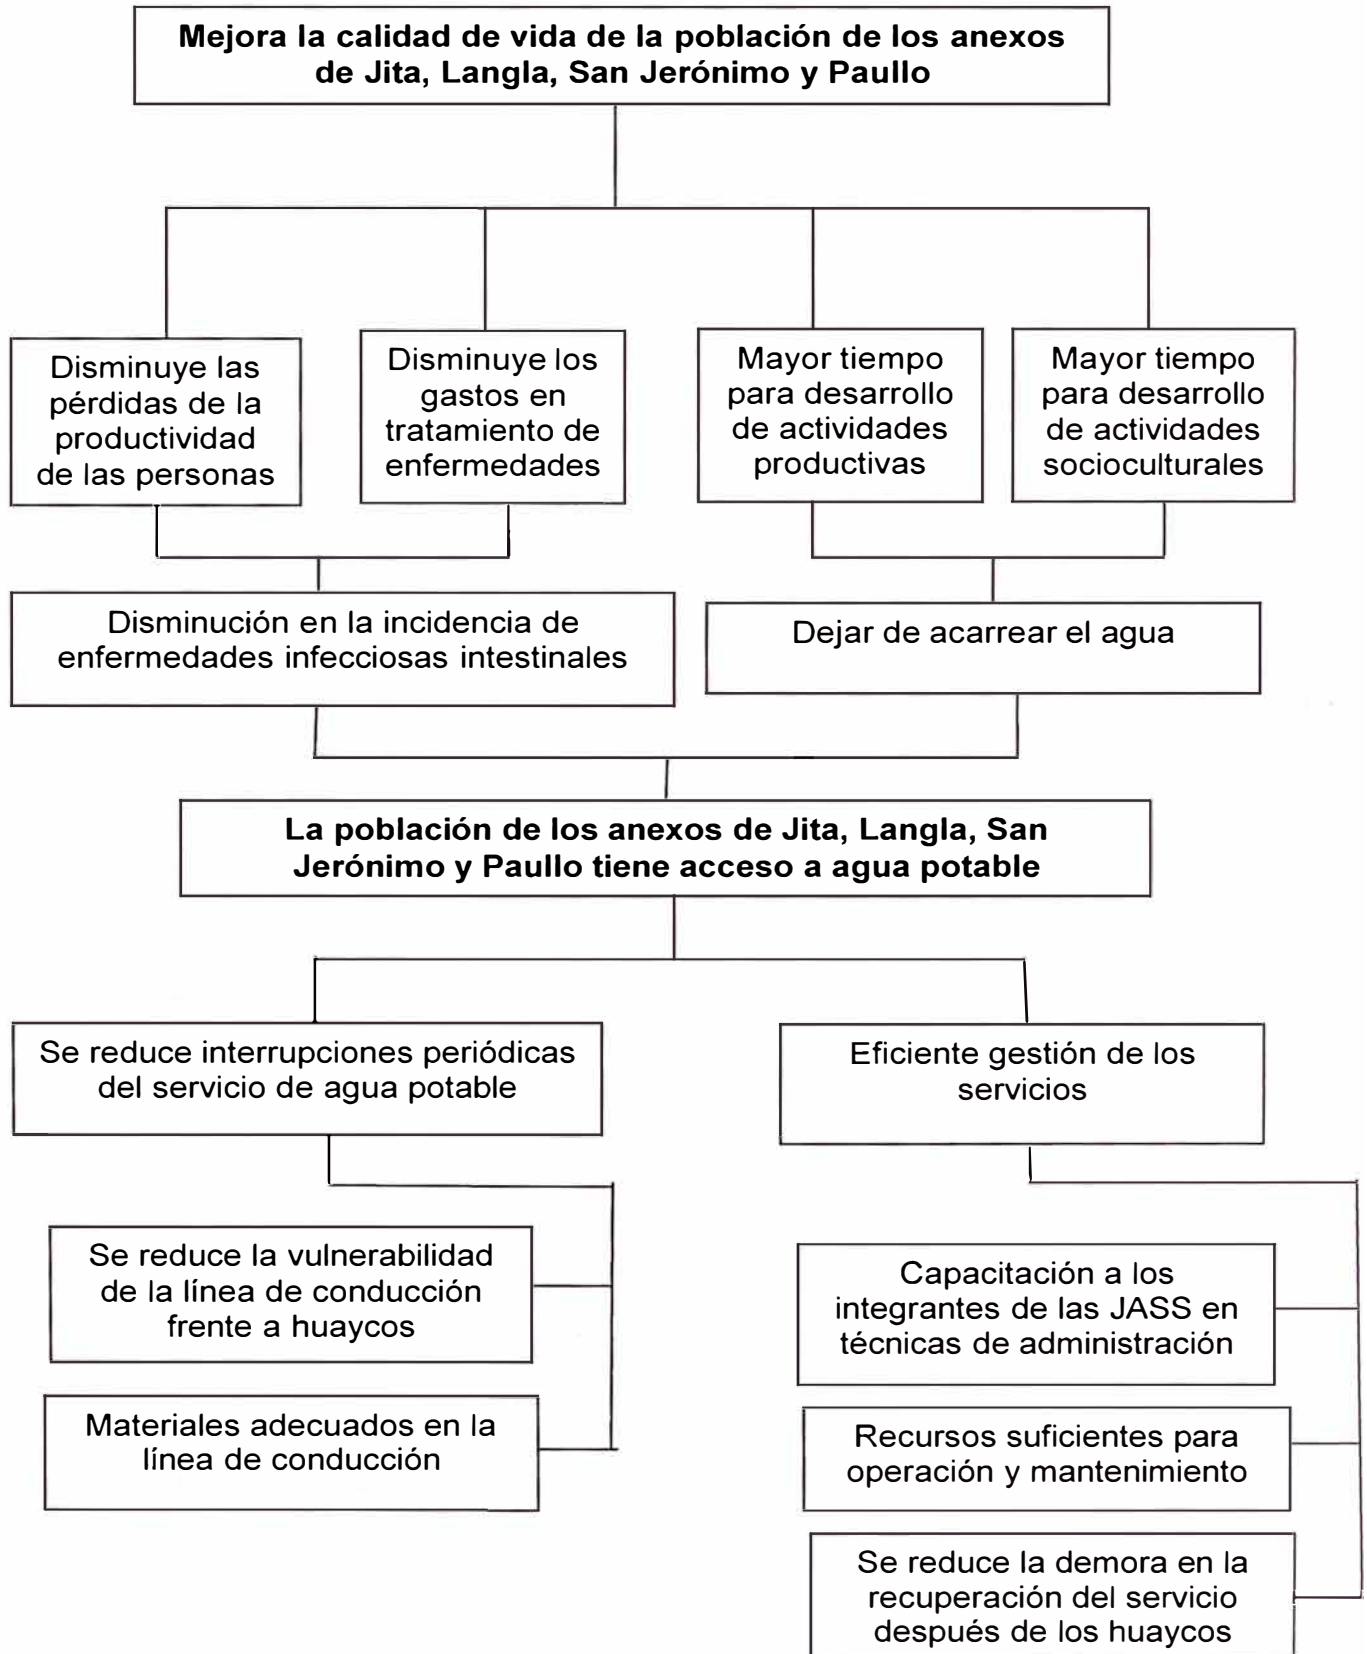 Mejora la calidad de vida de la población de los anexos
de Jita, Langla, San Jerónimo y Paullo
Disminuye las
pérdidas de la
productividad
de las personas
Disminuye los
gastos en
tratamiento de
enfermedades
Mayor tiempo
para desarrollo
de actividades
productivas
Mayor tiempo
para desarrollo
de actividades
socioculturales
Disminución en la incidencia de
enfermedades infecciosas intestinales
Dejar de acarrear el agua
La población de los anexos de Jita, Langla, San
Jerónimo y Paullo tiene acceso a agua potable
Se reduce interrupciones periódicas
del servicio de agua potable
Eficiente gestión de los
servicios
Se reduce la vulnerabilidad
de la línea de conducción
frente a huaycos
Materiales adecuados en la
línea de conducción
Capacitación a los
integrantes de las JASS en
técnicas de administración
Recursos suficientes para
operación y mantenimiento
Se reduce la demora en la
recuperación del servicio
después de los huaycos